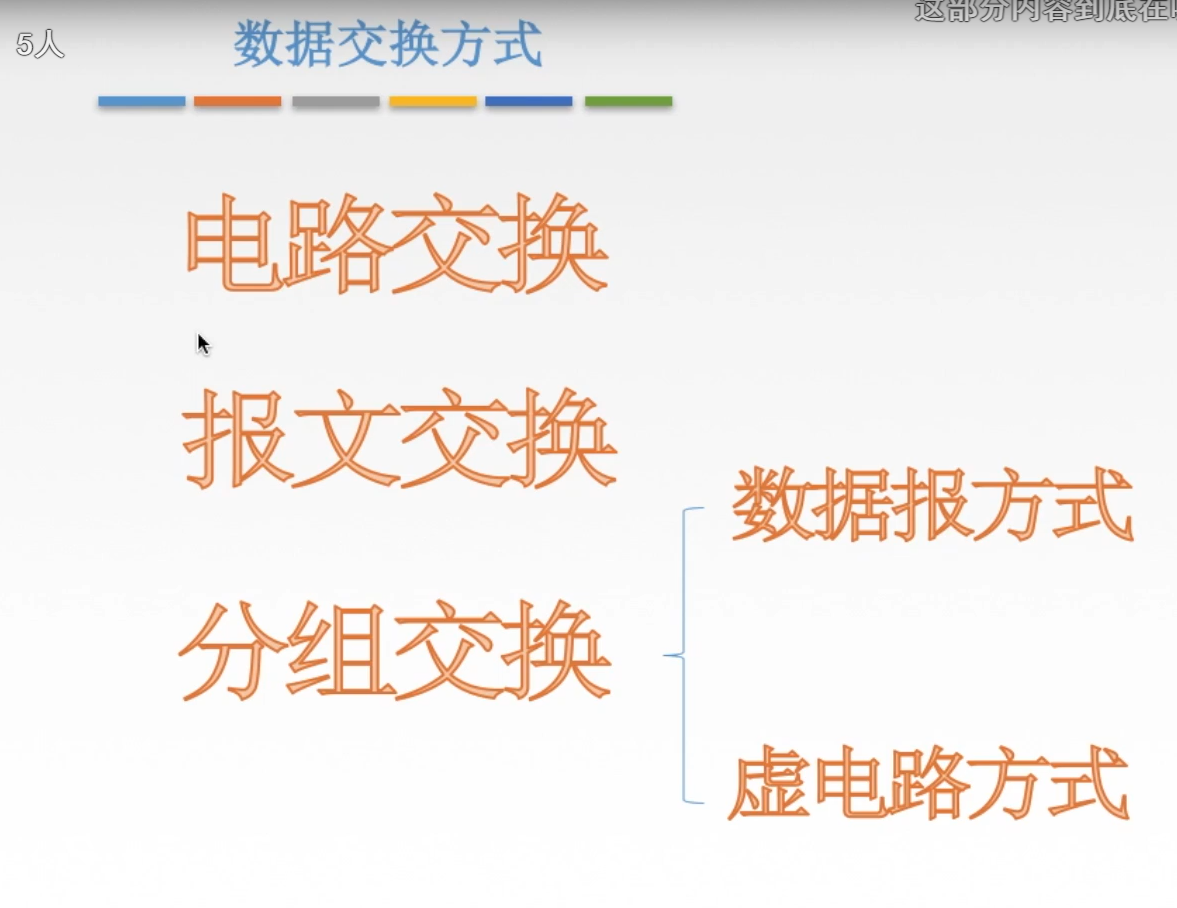 这部分内容到底在
5人
数据交换方式
电路交换
报文交换
数据报方式
分组交换
虚电路方式